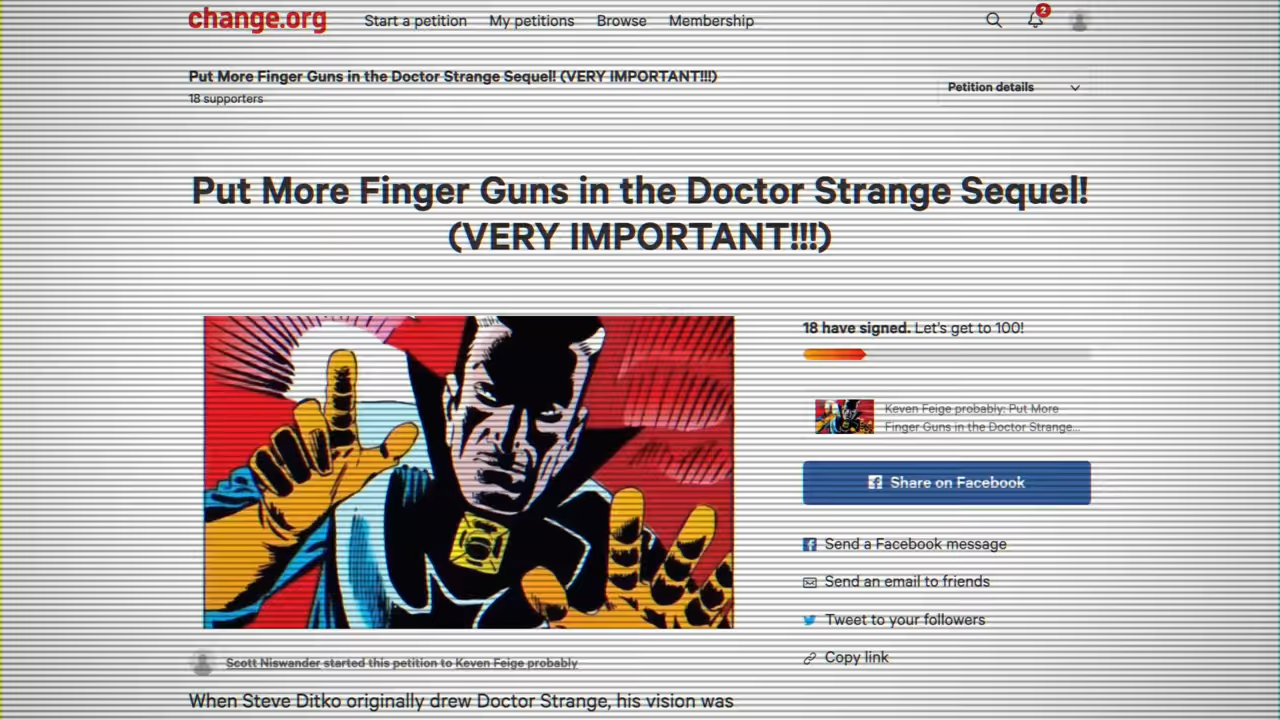 change.org
Start a petition
My petitions
Browse
Membership
2
Put More Finger Guns in the Doctor Strange Sequel! (VERY IMPORTANT!!!)
18 supporters
Petition details
Put More Finger Guns in the Doctor Strange Sequel!
(VERY IMPORTANT!!!)
18 have signed. Let's get to 100!
Keven Feige probably: Put More
Finger Guns in the Doctor Strange...
Share on Facebook
Send a Facebook message
Send an email to friends
Tweet to your followers
Copy link
Scott Niswander started this petition to Keven Feige probably
When Steve Ditko originally drew Doctor Strange, his vision was